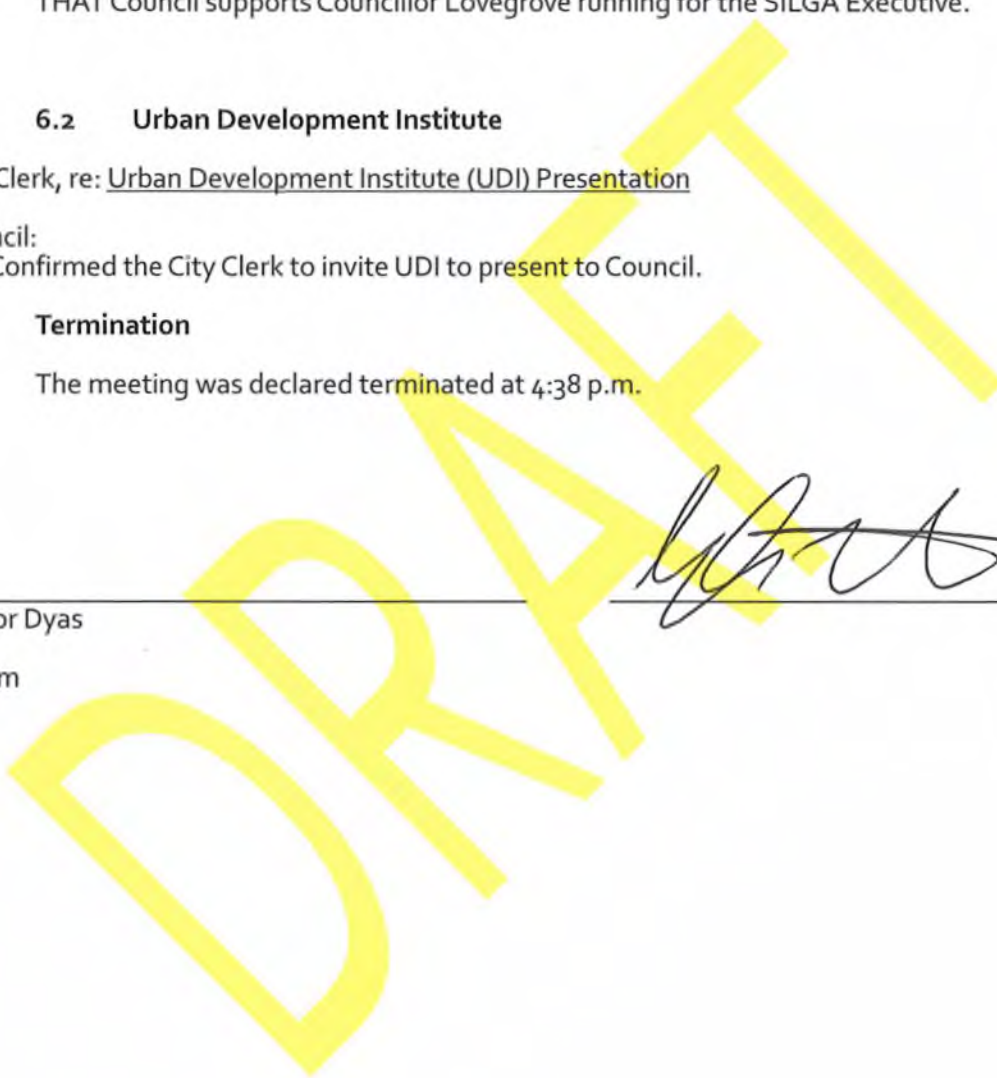 THAT Council supports Councillor Lovegrove running for the SILGA Executive.
6.2 Urban Development Institute
Clerk, re: Urban Development Institute (UDI) Presentation
cil:
Confirmed the City Clerk to invite UDI to present to Council.
Termination
The meeting was declared terminated at 4:38 p.m.
or Dyas
m
DRAFT